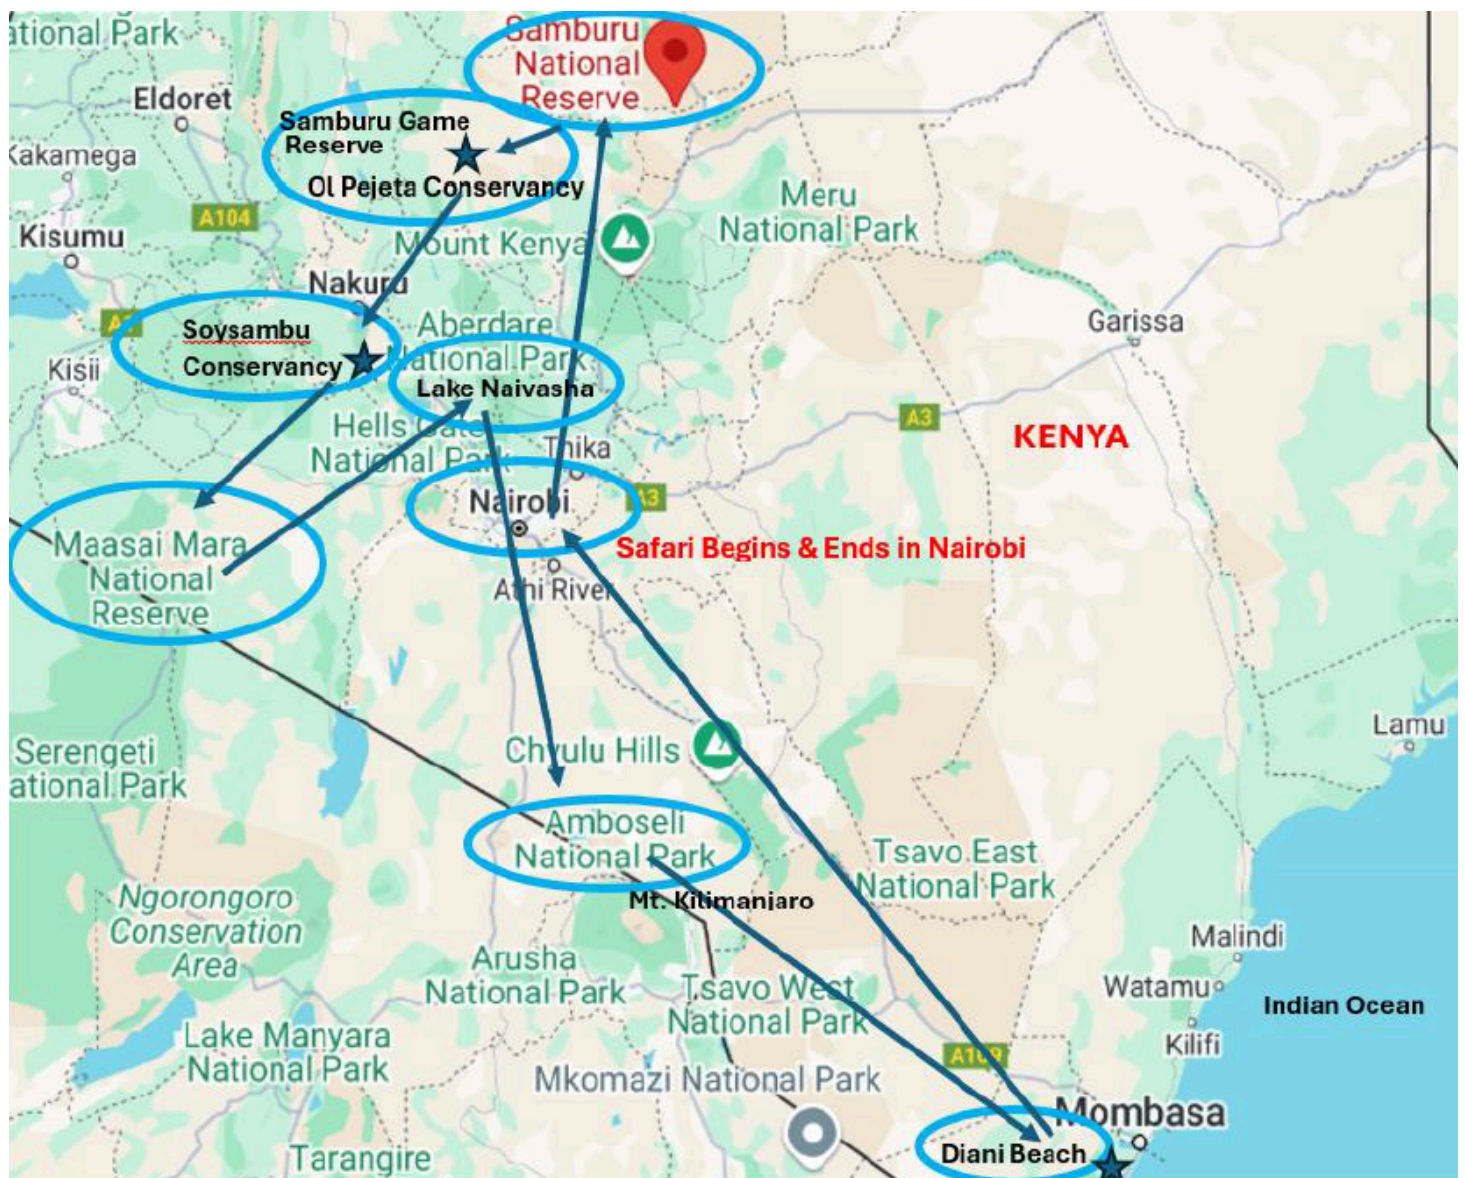 ational Park
Samburu
National
Reserve
Eldoret
Samburu Game
Reserve
Kakamega
Ol Pejeta Conservancy
Meru
National Park
A104
Kisumu
Mount Kenya
Nakuru
Soysambu
Conservancy
Aberdare
National Park
Garissa
Kisii
Lake Naivasha
A3
KENYA
Hells Gate
National Park
Thika
Nairobi
A3
Safari Begins & Ends in Nairobi
Maasai Mara
National
Reserve
Athi River
Lamu
Serengeti
ational Park
Chyulu Hills
Amboseli
National Park
Tsavo East
National Park
Mt. Kilimanjaro
Ngorongoro
Conservation
Area
Malindi
Arusha
National Park
Tsavo West
National Park
Watamu
Indian Ocean
Lake Manyara
National Park
Kilifi
A109
Mkomazi National Park
Mombasa
Diani Beach
Tarangire